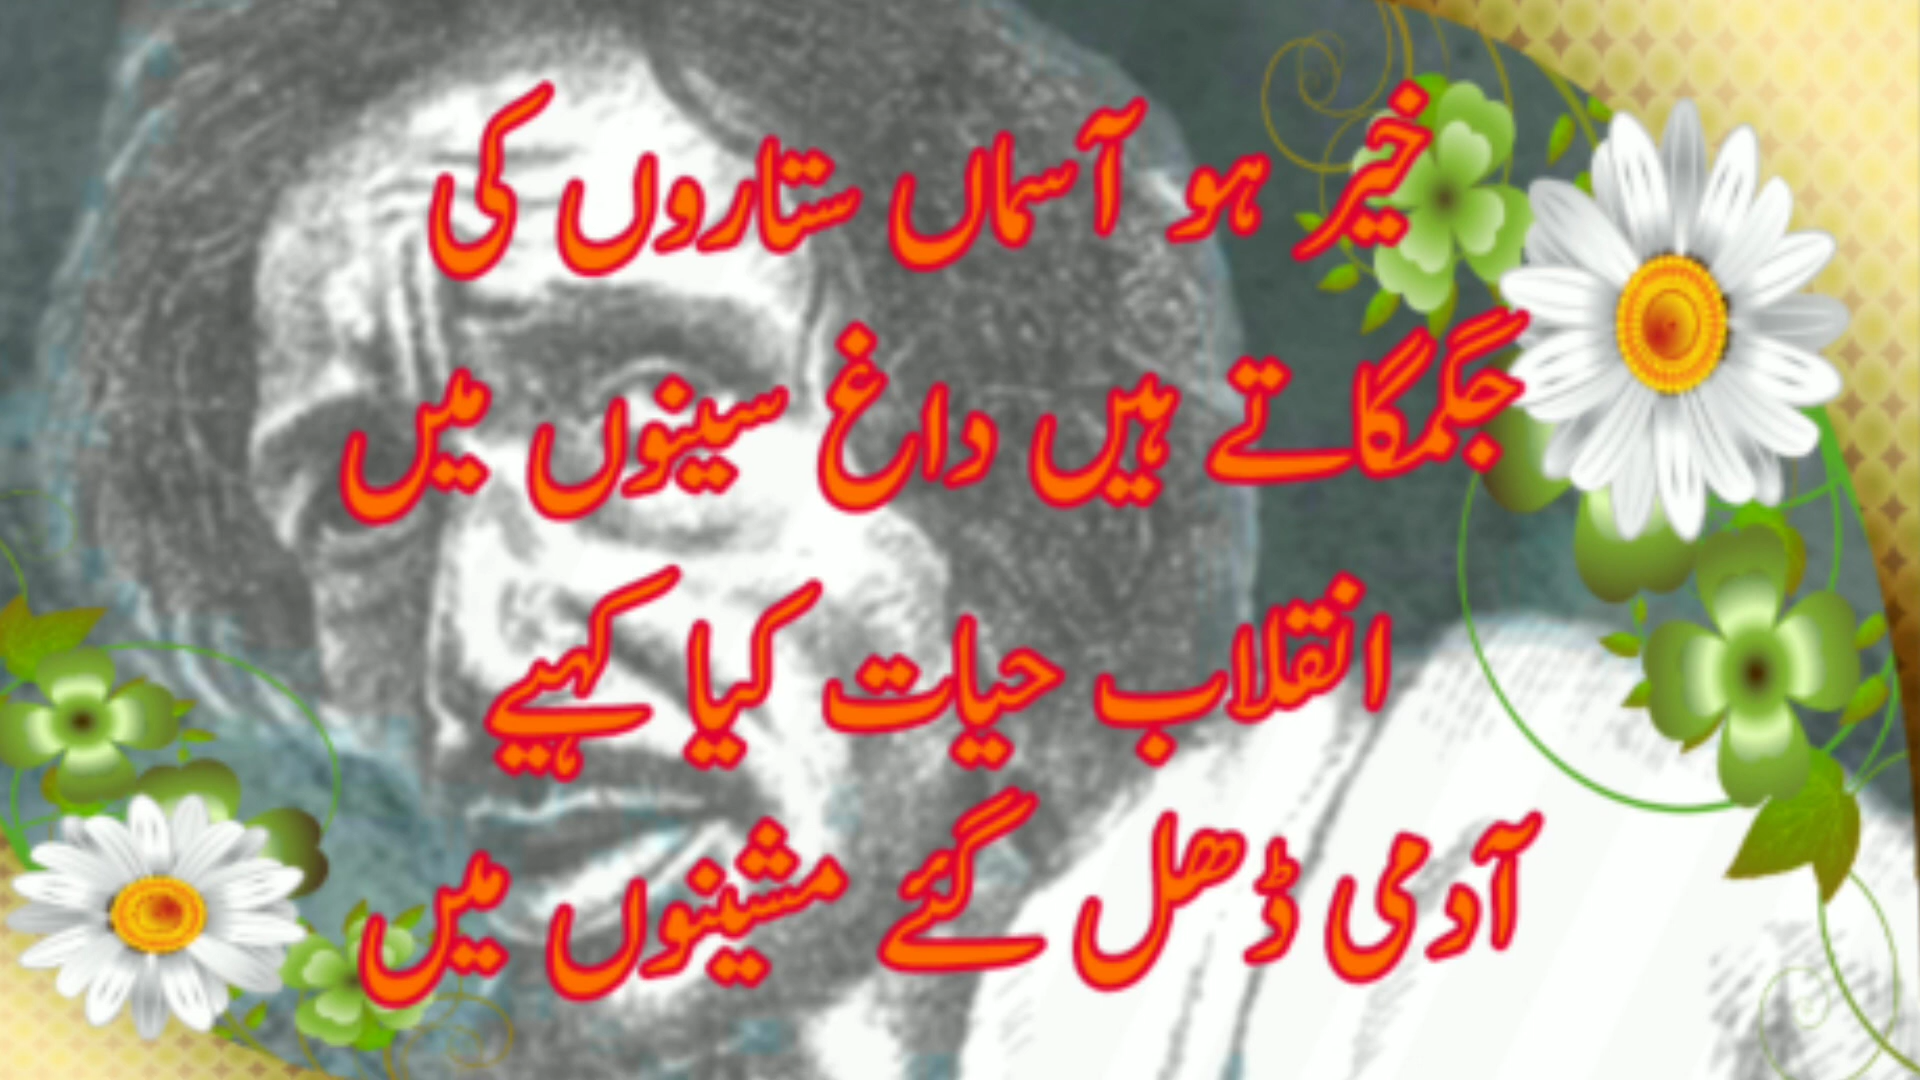 خیر ہو آسماں ستاروں کی
جگمگاتے ہیں داغ سینوں میں
انقلاب حیات کیا کہیے
آدمی ڈھل گئے مشینوں میں